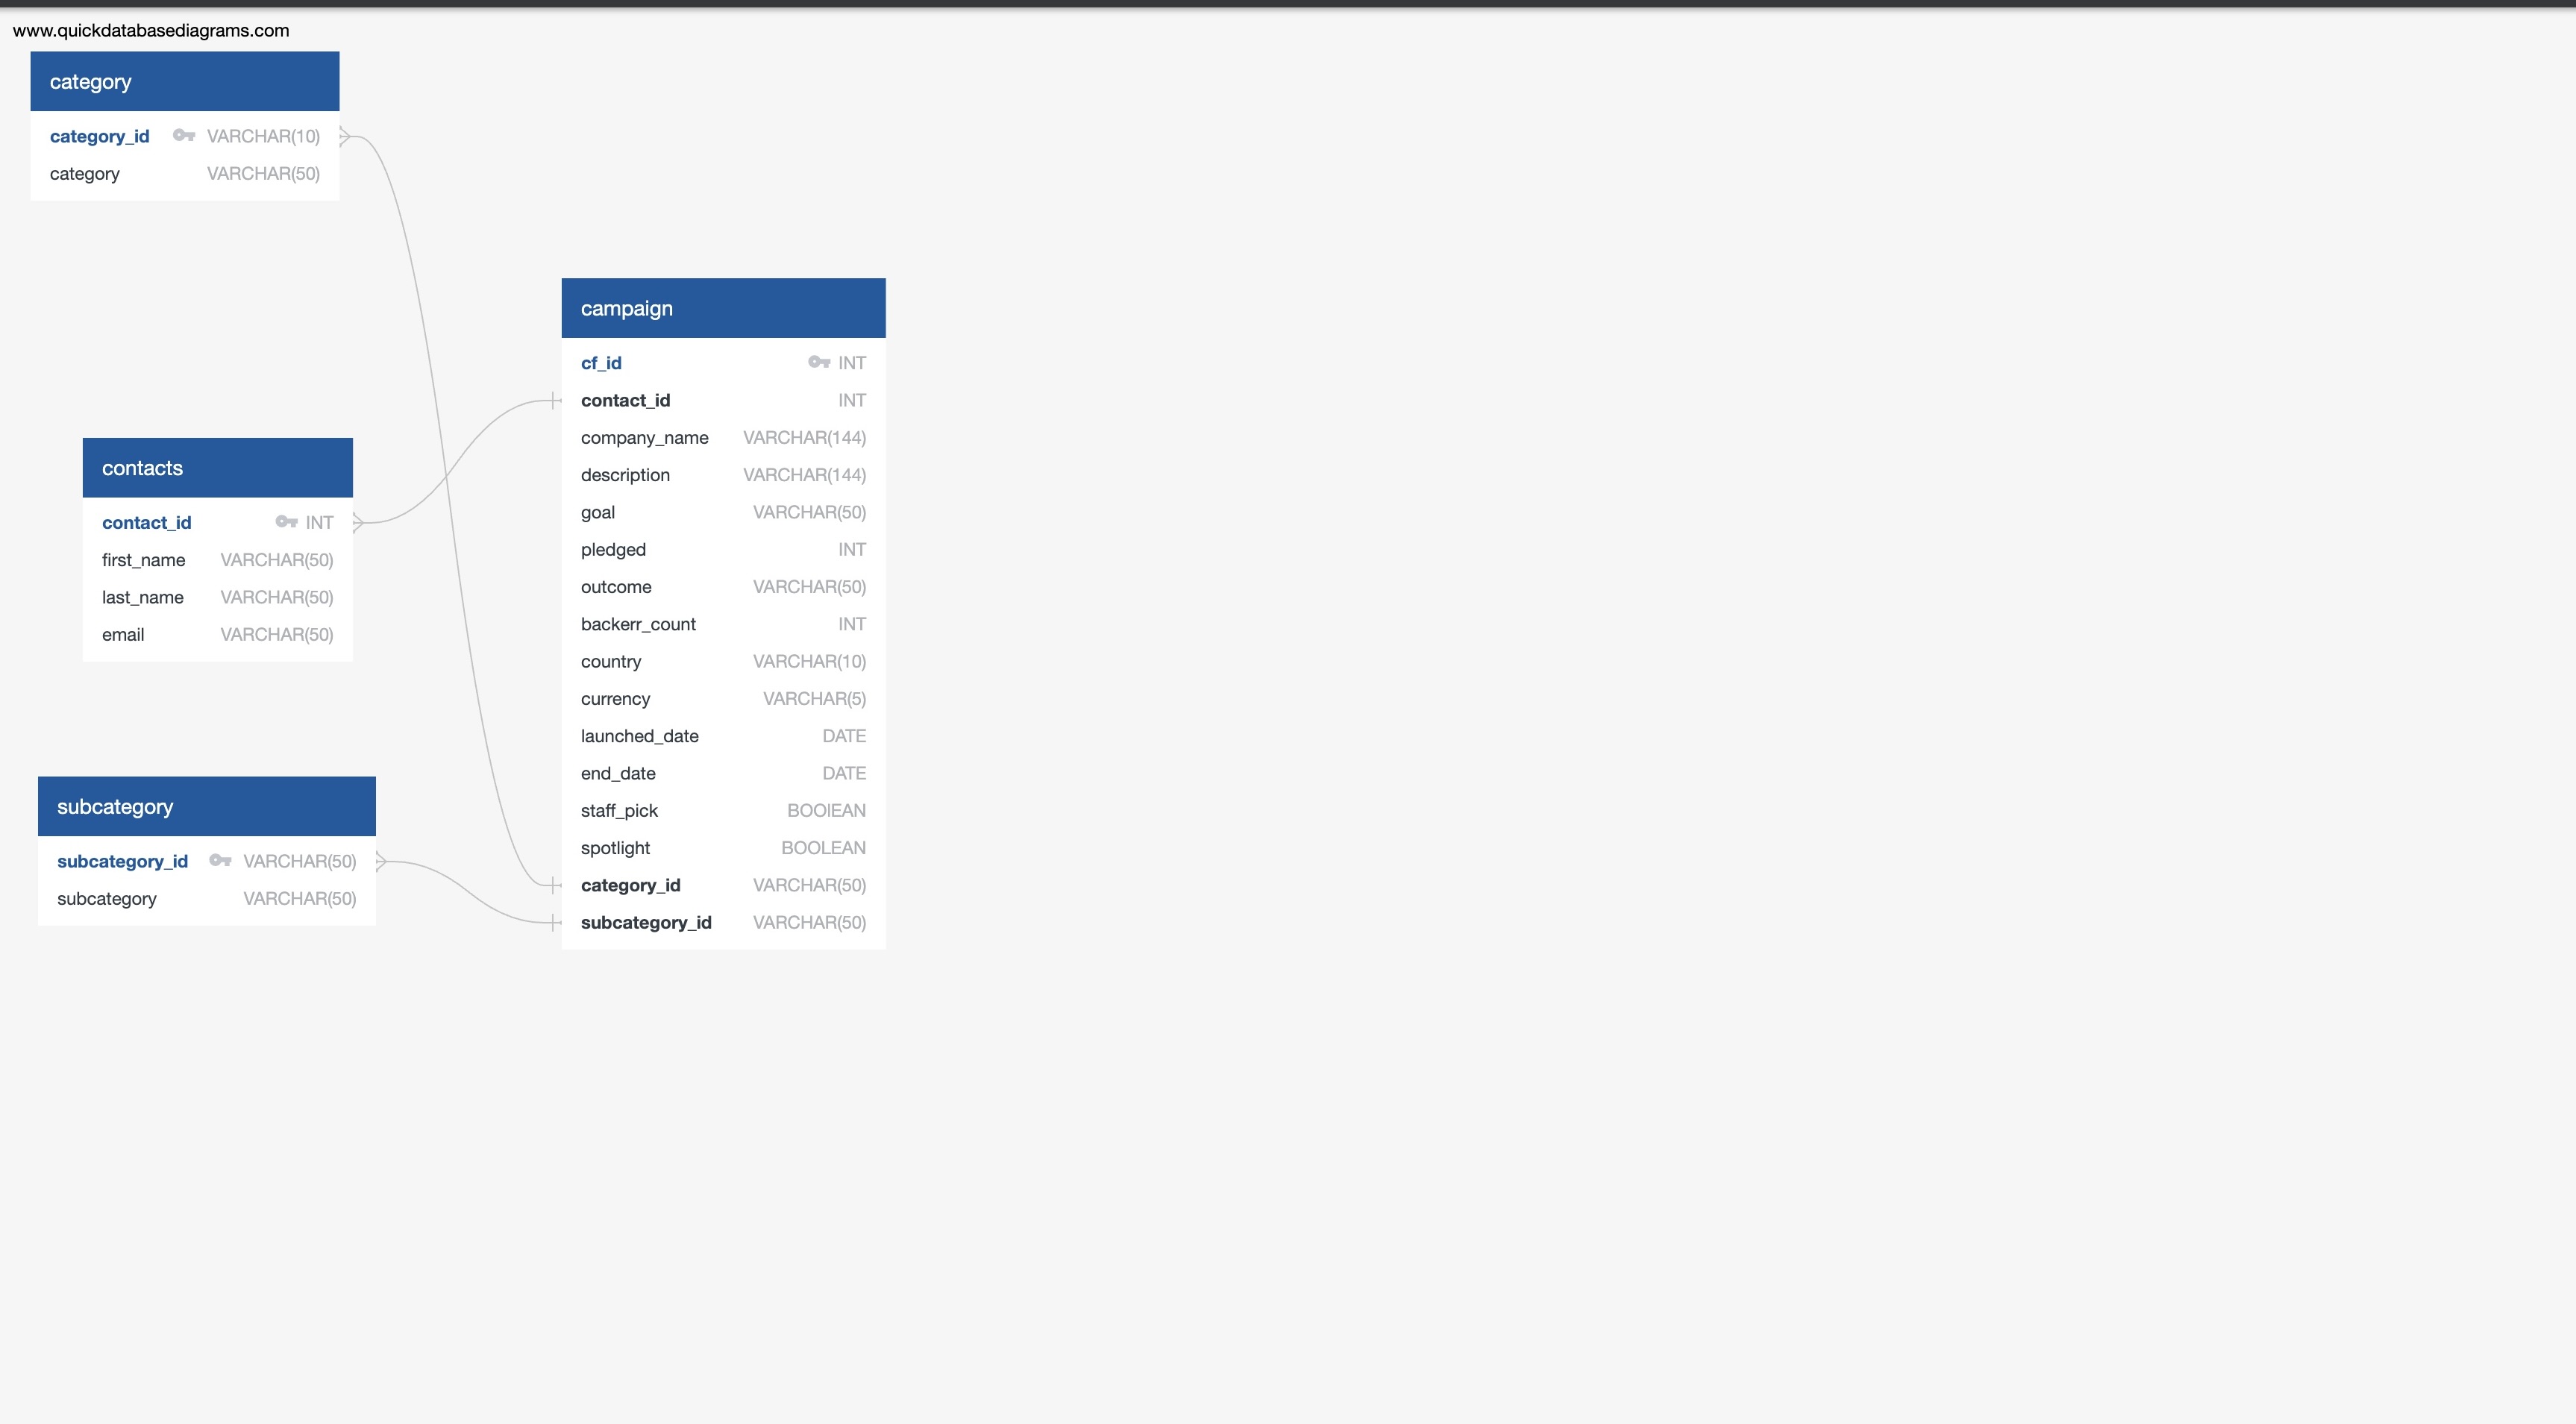 www.quickdatabasediagrams.com
category
category_id VARCHAR(10)
category VARCHAR(50)
contacts
contact_id INT
first_name VARCHAR(50)
last_name VARCHAR(50)
email VARCHAR(50)
subcategory
subcategory_id VARCHAR(50)
subcategory VARCHAR(50)
campaign
cf_id INT
contact_id INT
company_name VARCHAR(144)
description VARCHAR(144)
goal VARCHAR(50)
pledged INT
outcome VARCHAR(50)
backerr_count INT
country VARCHAR(10)
currency VARCHAR(5)
launched_date DATE
end_date DATE
staff_pick BOOlEAN
spotlight BOOLEAN
category_id VARCHAR(50)
subcategory_id VARCHAR(50)